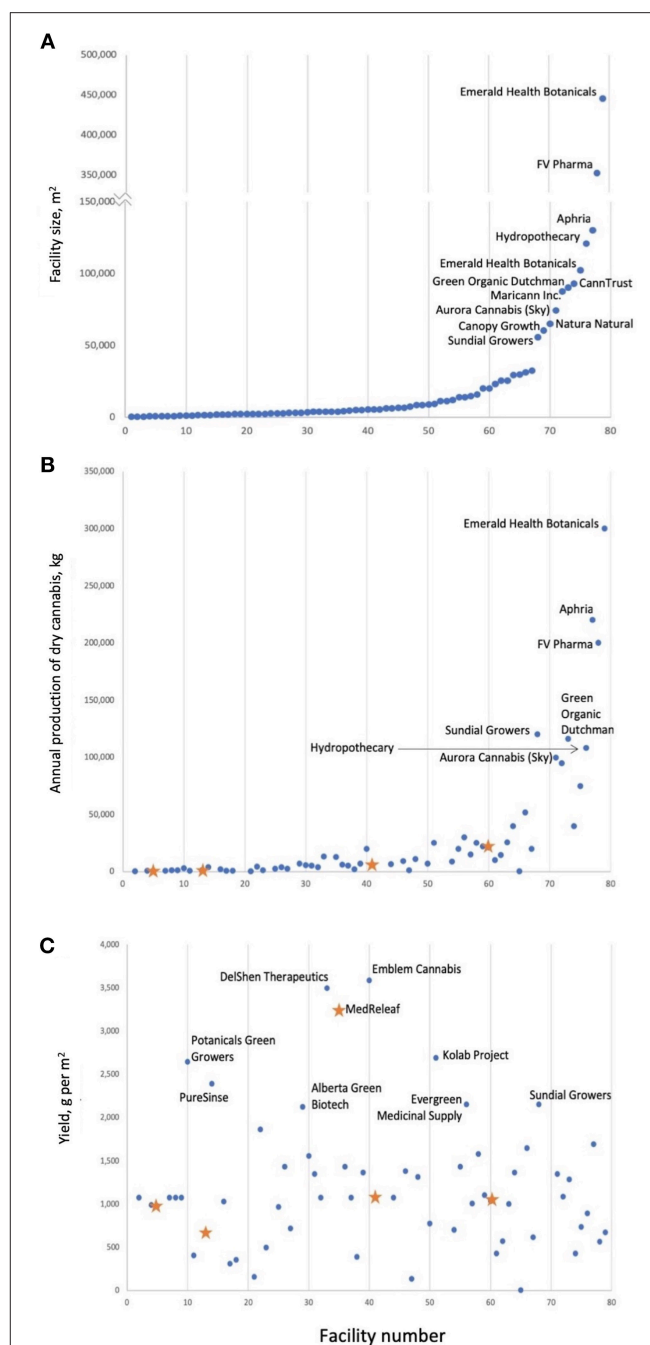 A
500,000
450,000
400,000
350,000
150,000
100,000
50,000
0
Facility size, m²
Emerald Health Botanicals
FV Pharma
Aphria
Hydropothecary
Emerald Health Botanicals
Green Organic Dutchman
CannTrust
Maricann Inc.
Aurora Cannabis (Sky)
Canopy Growth
Natura Natural
Sundial Growers
0 10 20 30 40 50 60 70 80
B
350,000
300,000
250,000
200,000
150,000
100,000
50,000
0
Annual production of dry cannabis, kg
Emerald Health Botanicals
Aphria
FV Pharma
Green
Organic
Dutchman
Sundial Growers
Hydropothecary
Aurora Cannabis (Sky)
0 10 20 30 40 50 60 70 80
C
4,000
3,500
3,000
2,500
2,000
1,500
1,000
500
0
Yield, g per m²
DelShen Therapeutics
Emblem Cannabis
MedReleaf
Potanicals Green
Growers
Kolab Project
PureSinse
Alberta Green
Biotech
Evergreen
Medicinal Supply
Sundial Growers
0 10 20 30 40 50 60 70 80
Facility number